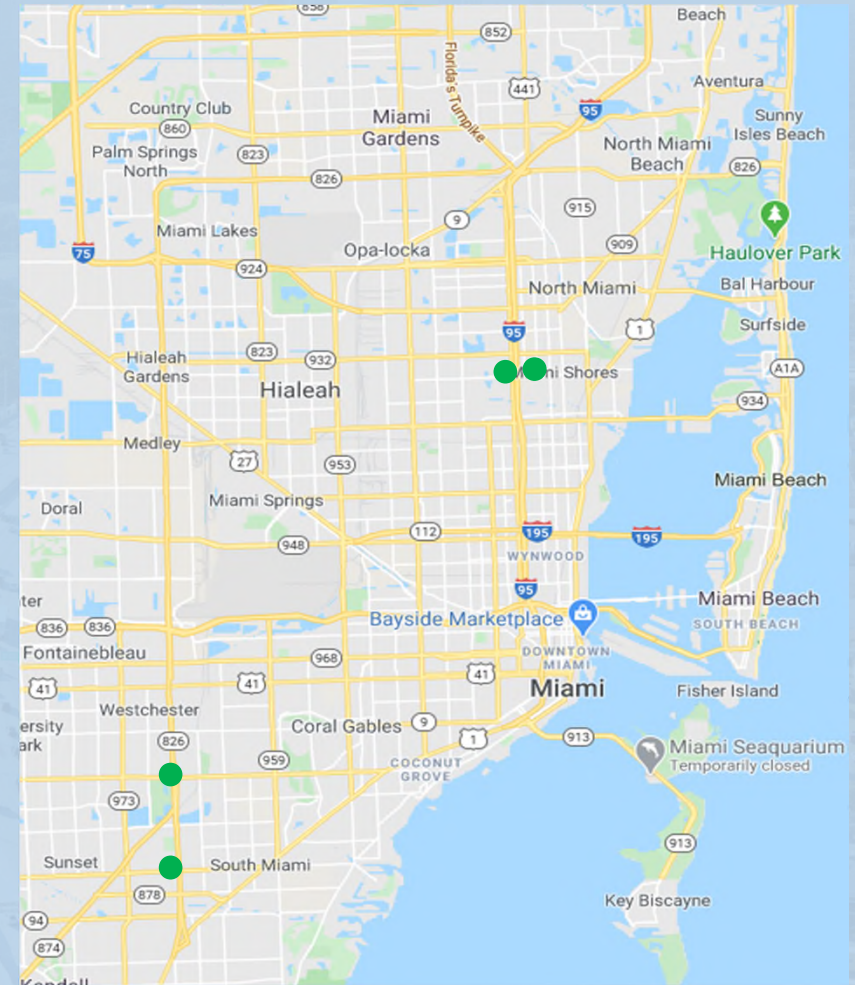 858
852
Beach
Florida's Turnpike
441
Aventura
95
Country Club
860
Miami
Gardens
Sunny
Isles Beach
Palm Springs
North
823
North Miami
Beach
826
826
9
915
Miami Lakes
909
75
Opa-locka
Haulover Park
924
North Miami
Bal Harbour
95
1
Surfside
823
932
Hialeah
Gardens
Shores
A1A
Hialeah
934
Medley
27
953
Miami Beach
Miami Springs
Doral
112
195
195
948
WYNWOOD
95
Miami Beach
SOUTH BEACH
ter
836
836
Bayside Marketplace
Fontainebleau
968
DOWNTOWN
MIAMI
41
41
41
Miami
Fisher Island
Westchester
ersity
ark
Coral Gables
9
1
913
826
959
COCONUT
GROVE
Miami Seaquarium
Temporarily closed
973
913
Sunset
South Miami
878
Key Biscayne
94
874
Kendall